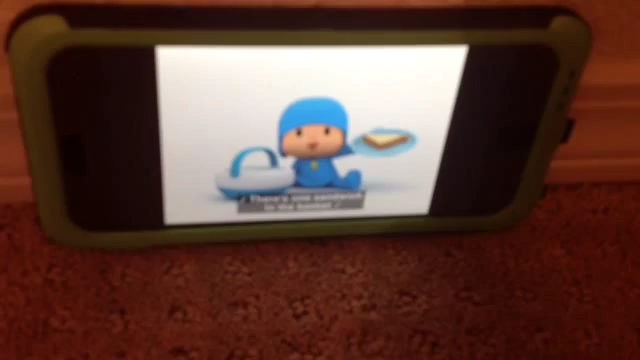 ♪ There's one sandwich
in the basket ♪